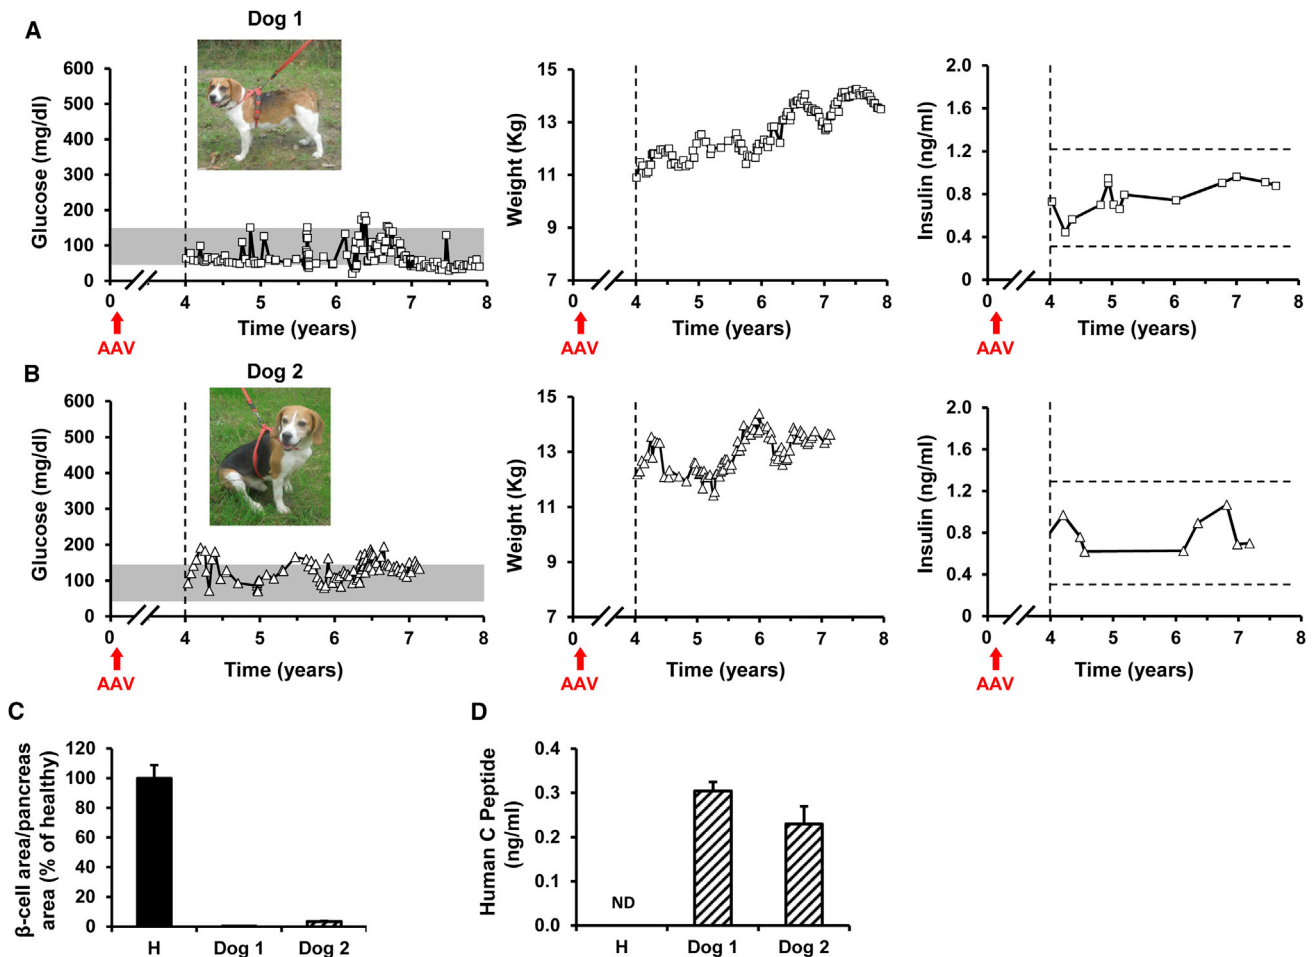 A
Dog 1
Glucose (mg/dl)
600
500
400
300
200
100
0
0 4 5 6 7 8
Time (years)
AAV
Weight (Kg)
15
13
11
9
7
0 4 5 6 7 8
Time (years)
AAV
Insulin (ng/ml)
2.0
1.6
1.2
0.8
0.4
0
0 4 5 6 7 8
Time (years)
AAV
B
Dog 2
Glucose (mg/dl)
600
500
400
300
200
100
0
0 4 5 6 7 8
Time (years)
AAV
Weight (Kg)
15
13
11
9
7
0 4 5 6 7 8
Time (years)
AAV
Insulin (ng/ml)
2.0
1.6
1.2
0.8
0.4
0
0 4 5 6 7 8
Time (years)
AAV
C
β-cell area/pancreas
area (% of healthy)
120
100
80
60
40
20
0
H Dog 1 Dog 2
D
Human C Peptide
(ng/ml)
0.4
0.3
0.2
0.1
0.0
ND
H Dog 1 Dog 2